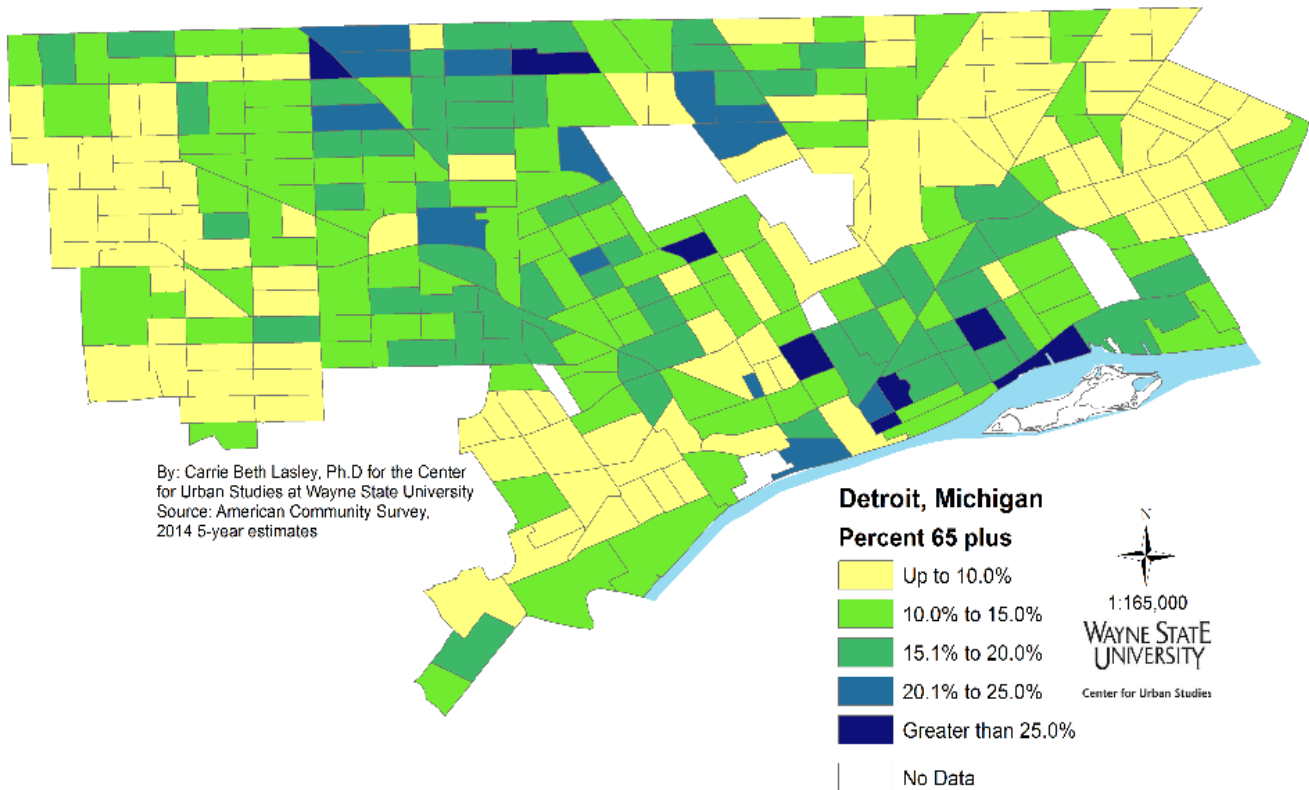 By: Carrie Beth Lasley, Ph.D for the Center
for Urban Studies at Wayne State University
Source: American Community Survey,
2014 5-year estimates
Detroit, Michigan
Percent 65 plus
Up to 10.0%
10.0% to 15.0%
15.1% to 20.0%
20.1% to 25.0%
Greater than 25.0%
No Data
N
1:165,000
WAYNE STATE
UNIVERSITY
Center for Urban Studies